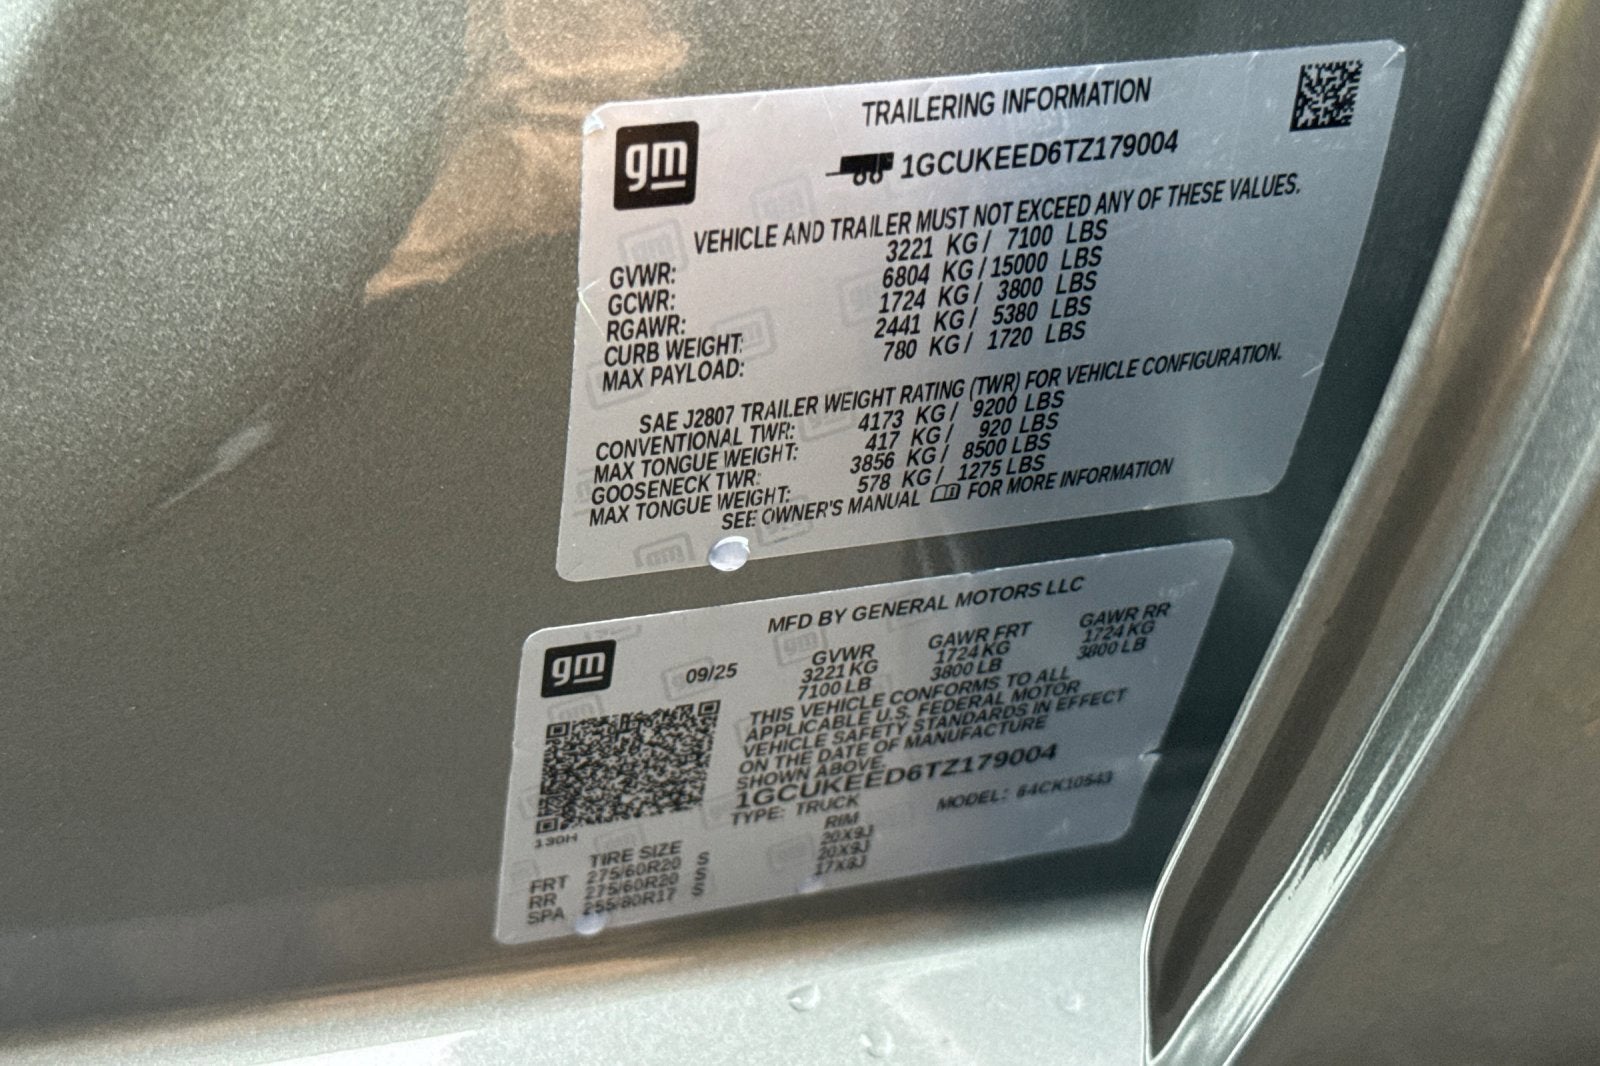 gm
TRAILERING INFORMATION
1GCUKEED6TZ179004
VEHICLE AND TRAILER MUST NOT EXCEED ANY OF THESE VALUES.
GVWR: 3221 KG / 7100 LBS
GCWR: 6804 KG / 15000 LBS
RGAWR: 1724 KG / 3800 LBS
CURB WEIGHT: 2441 KG / 5380 LBS
MAX PAYLOAD: 780 KG / 1720 LBS
SAE J2807 TRAILER WEIGHT RATING (TWR) FOR VEHICLE CONFIGURATION.
CONVENTIONAL TWR: 4173 KG / 9200 LBS
MAX TONGUE WEIGHT: 417 KG / 920 LBS
GOOSENECK TWR: 3856 KG / 8500 LBS
MAX TONGUE WEIGHT: 578 KG / 1275 LBS
SEE OWNER'S MANUAL FOR MORE INFORMATION
MFD BY GENERAL MOTORS LLC
gm
09/25
GVWR GAWR FRT GAWR RR
3221 KG 1724 KG 1724 KG
7100 LB 3800 LB 3800 LB
THIS VEHICLE CONFORMS TO ALL
APPLICABLE U.S. FEDERAL MOTOR
VEHICLE SAFETY STANDARDS IN EFFECT
ON THE DATE OF MANUFACTURE
SHOWN ABOVE.
1GCUKEED6TZ179004
TYPE: TRUCK MODEL: 64CK10543
130H
TIRE SIZE RIM
FRT 275/60R20 S 20X9J
RR 275/60R20 S 20X9J
SPA 255/80R17 S 17X8J